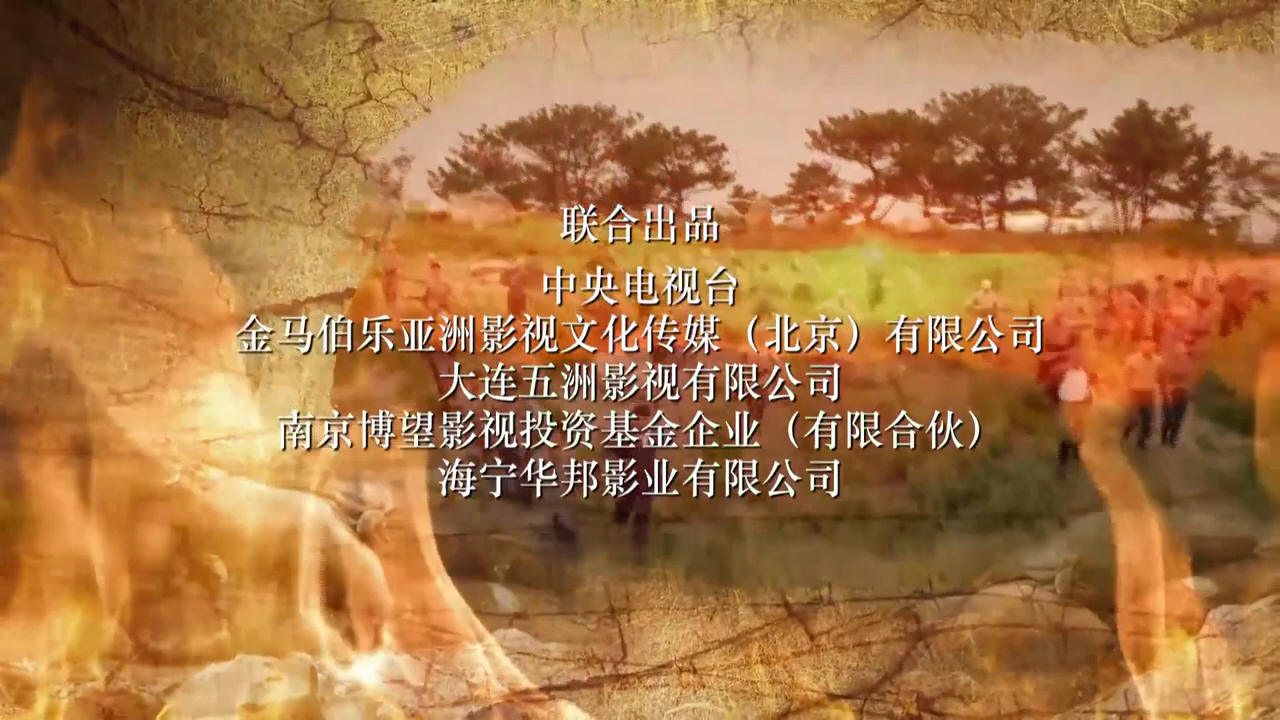 联合出品
中央电视台
金马伯乐亚洲影视文化传媒（北京）有限公司
大连五洲影视有限公司
南京博望影视投资基金企业（有限合伙）
海宁华邦影业有限公司